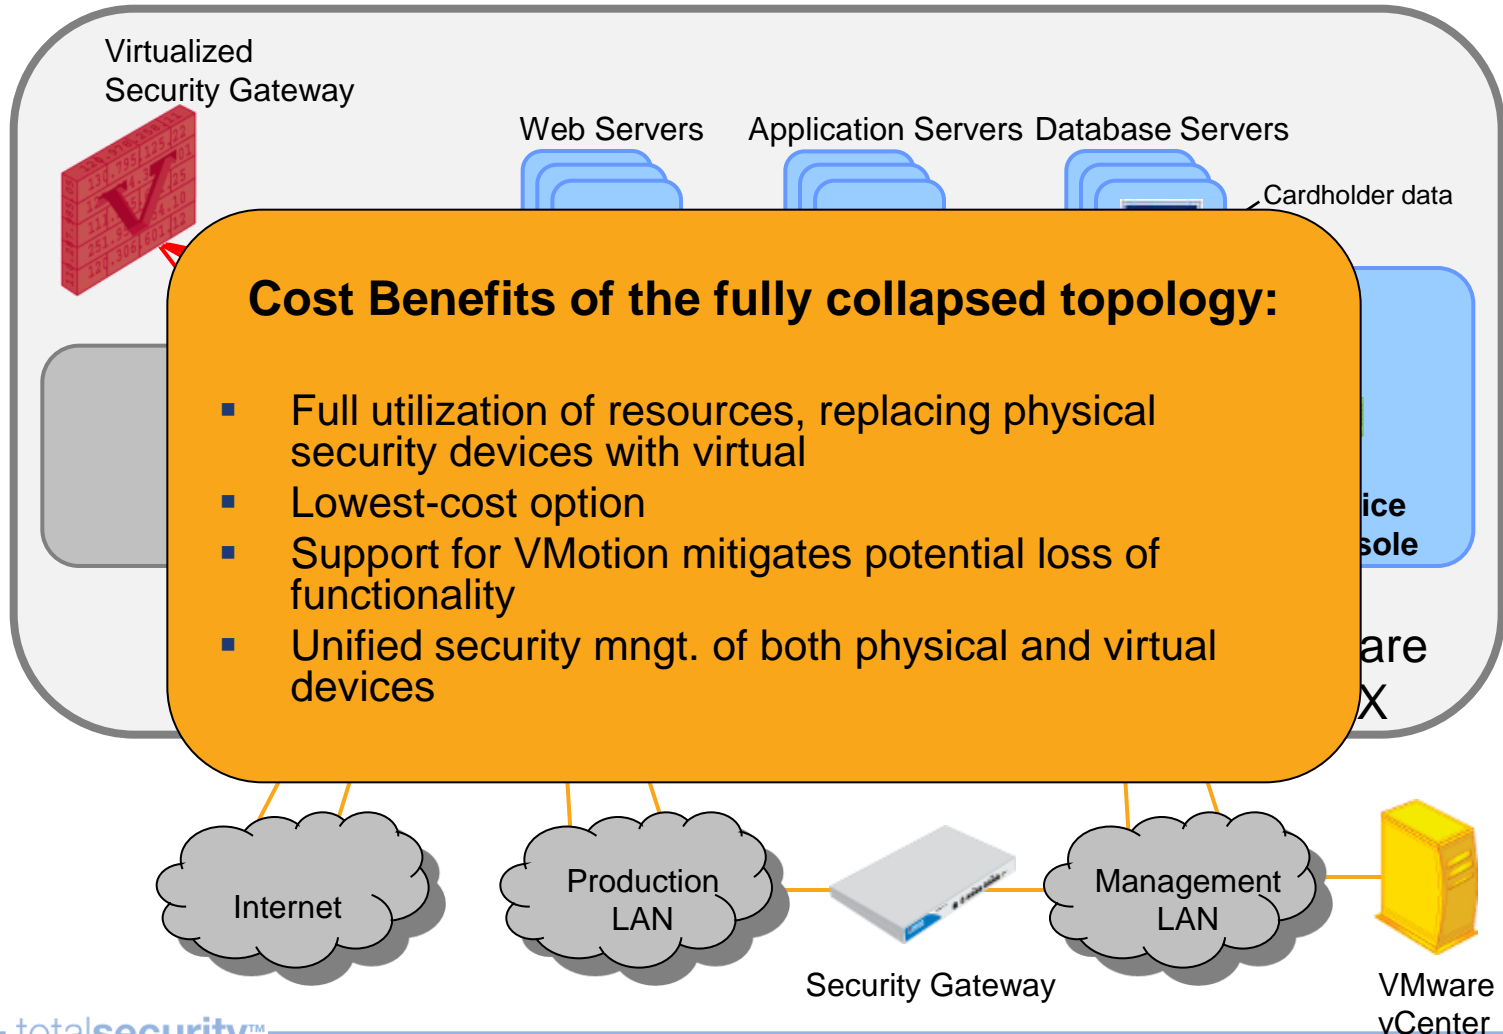 Virtualized
Security Gateway
Web Servers
Application Servers
Database Servers
Cardholder data
Cost Benefits of the fully collapsed topology:
▪ Full utilization of resources, replacing physical
security devices with virtual
▪ Lowest-cost option
▪ Support for VMotion mitigates potential loss of
functionality
▪ Unified security mngt. of both physical and virtual
devices
ice
sole
are
X
Internet
Production
LAN
Management
LAN
Security Gateway
VMware
vCenter
totalsecurity™